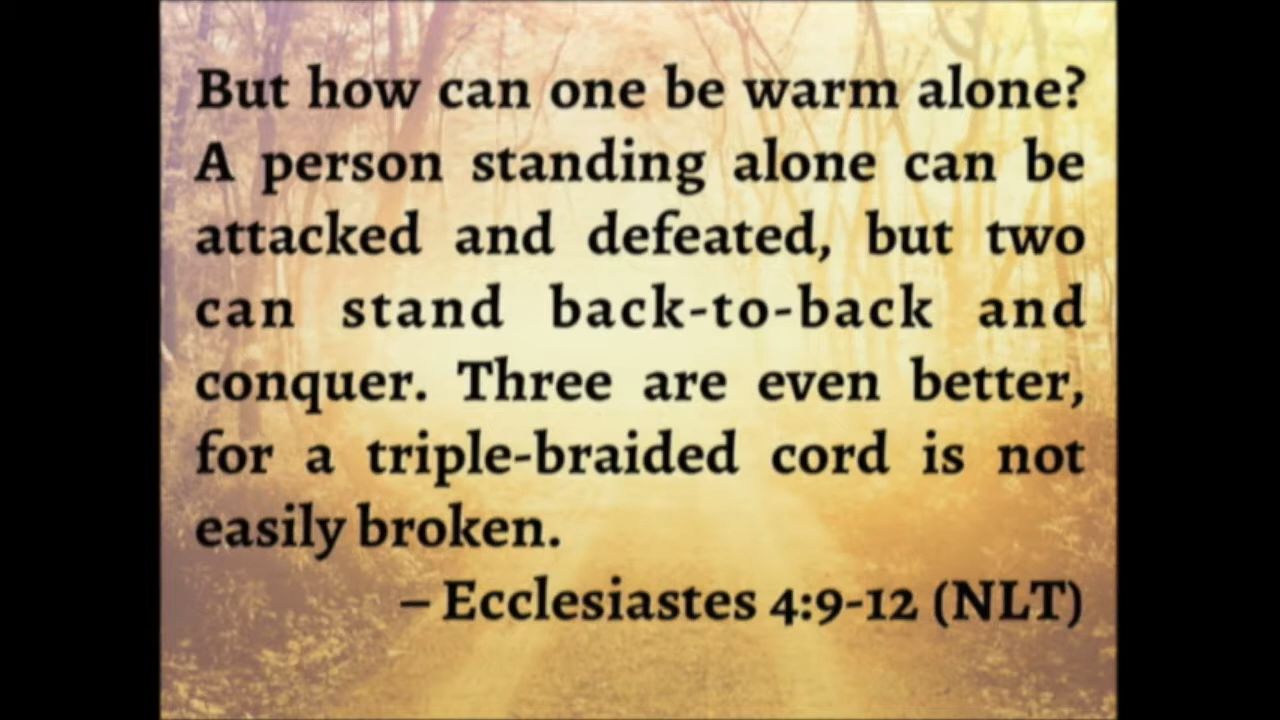 But how can one be warm alone?
A person standing alone can be
attacked and defeated, but two
can stand back-to-back and
conquer. Three are even better,
for a triple-braided cord is not
easily broken.
– Ecclesiastes 4:9-12 (NLT)